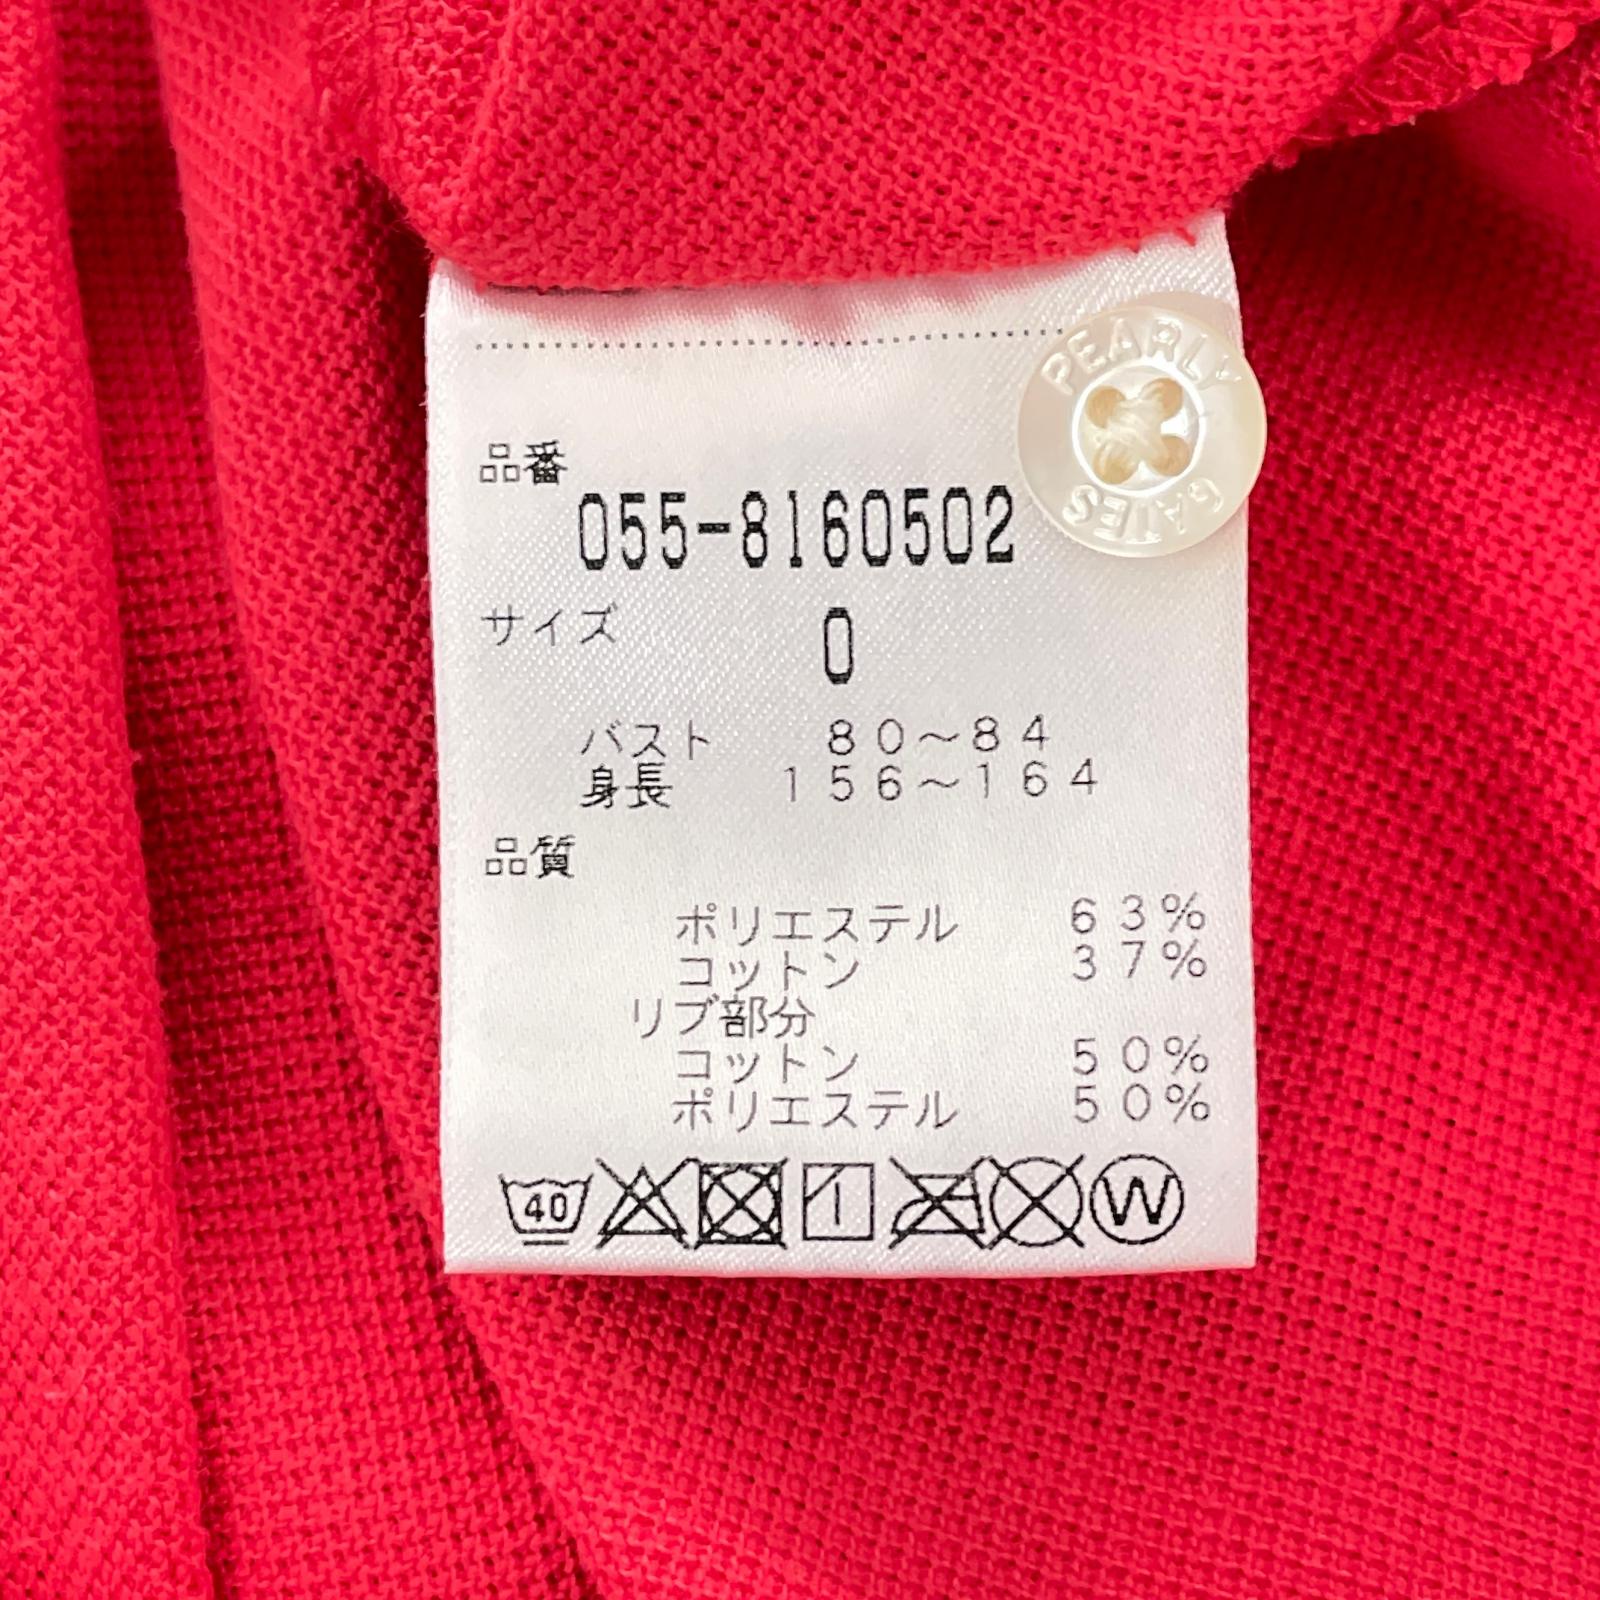 PEARLY
GATES
品番
055-8160502
サイズ 0
バスト 80～84
身長 156～164
品質
ポリエステル 63%
コットン 37%
リブ部分
コットン 50%
ポリエステル 50%
40
W